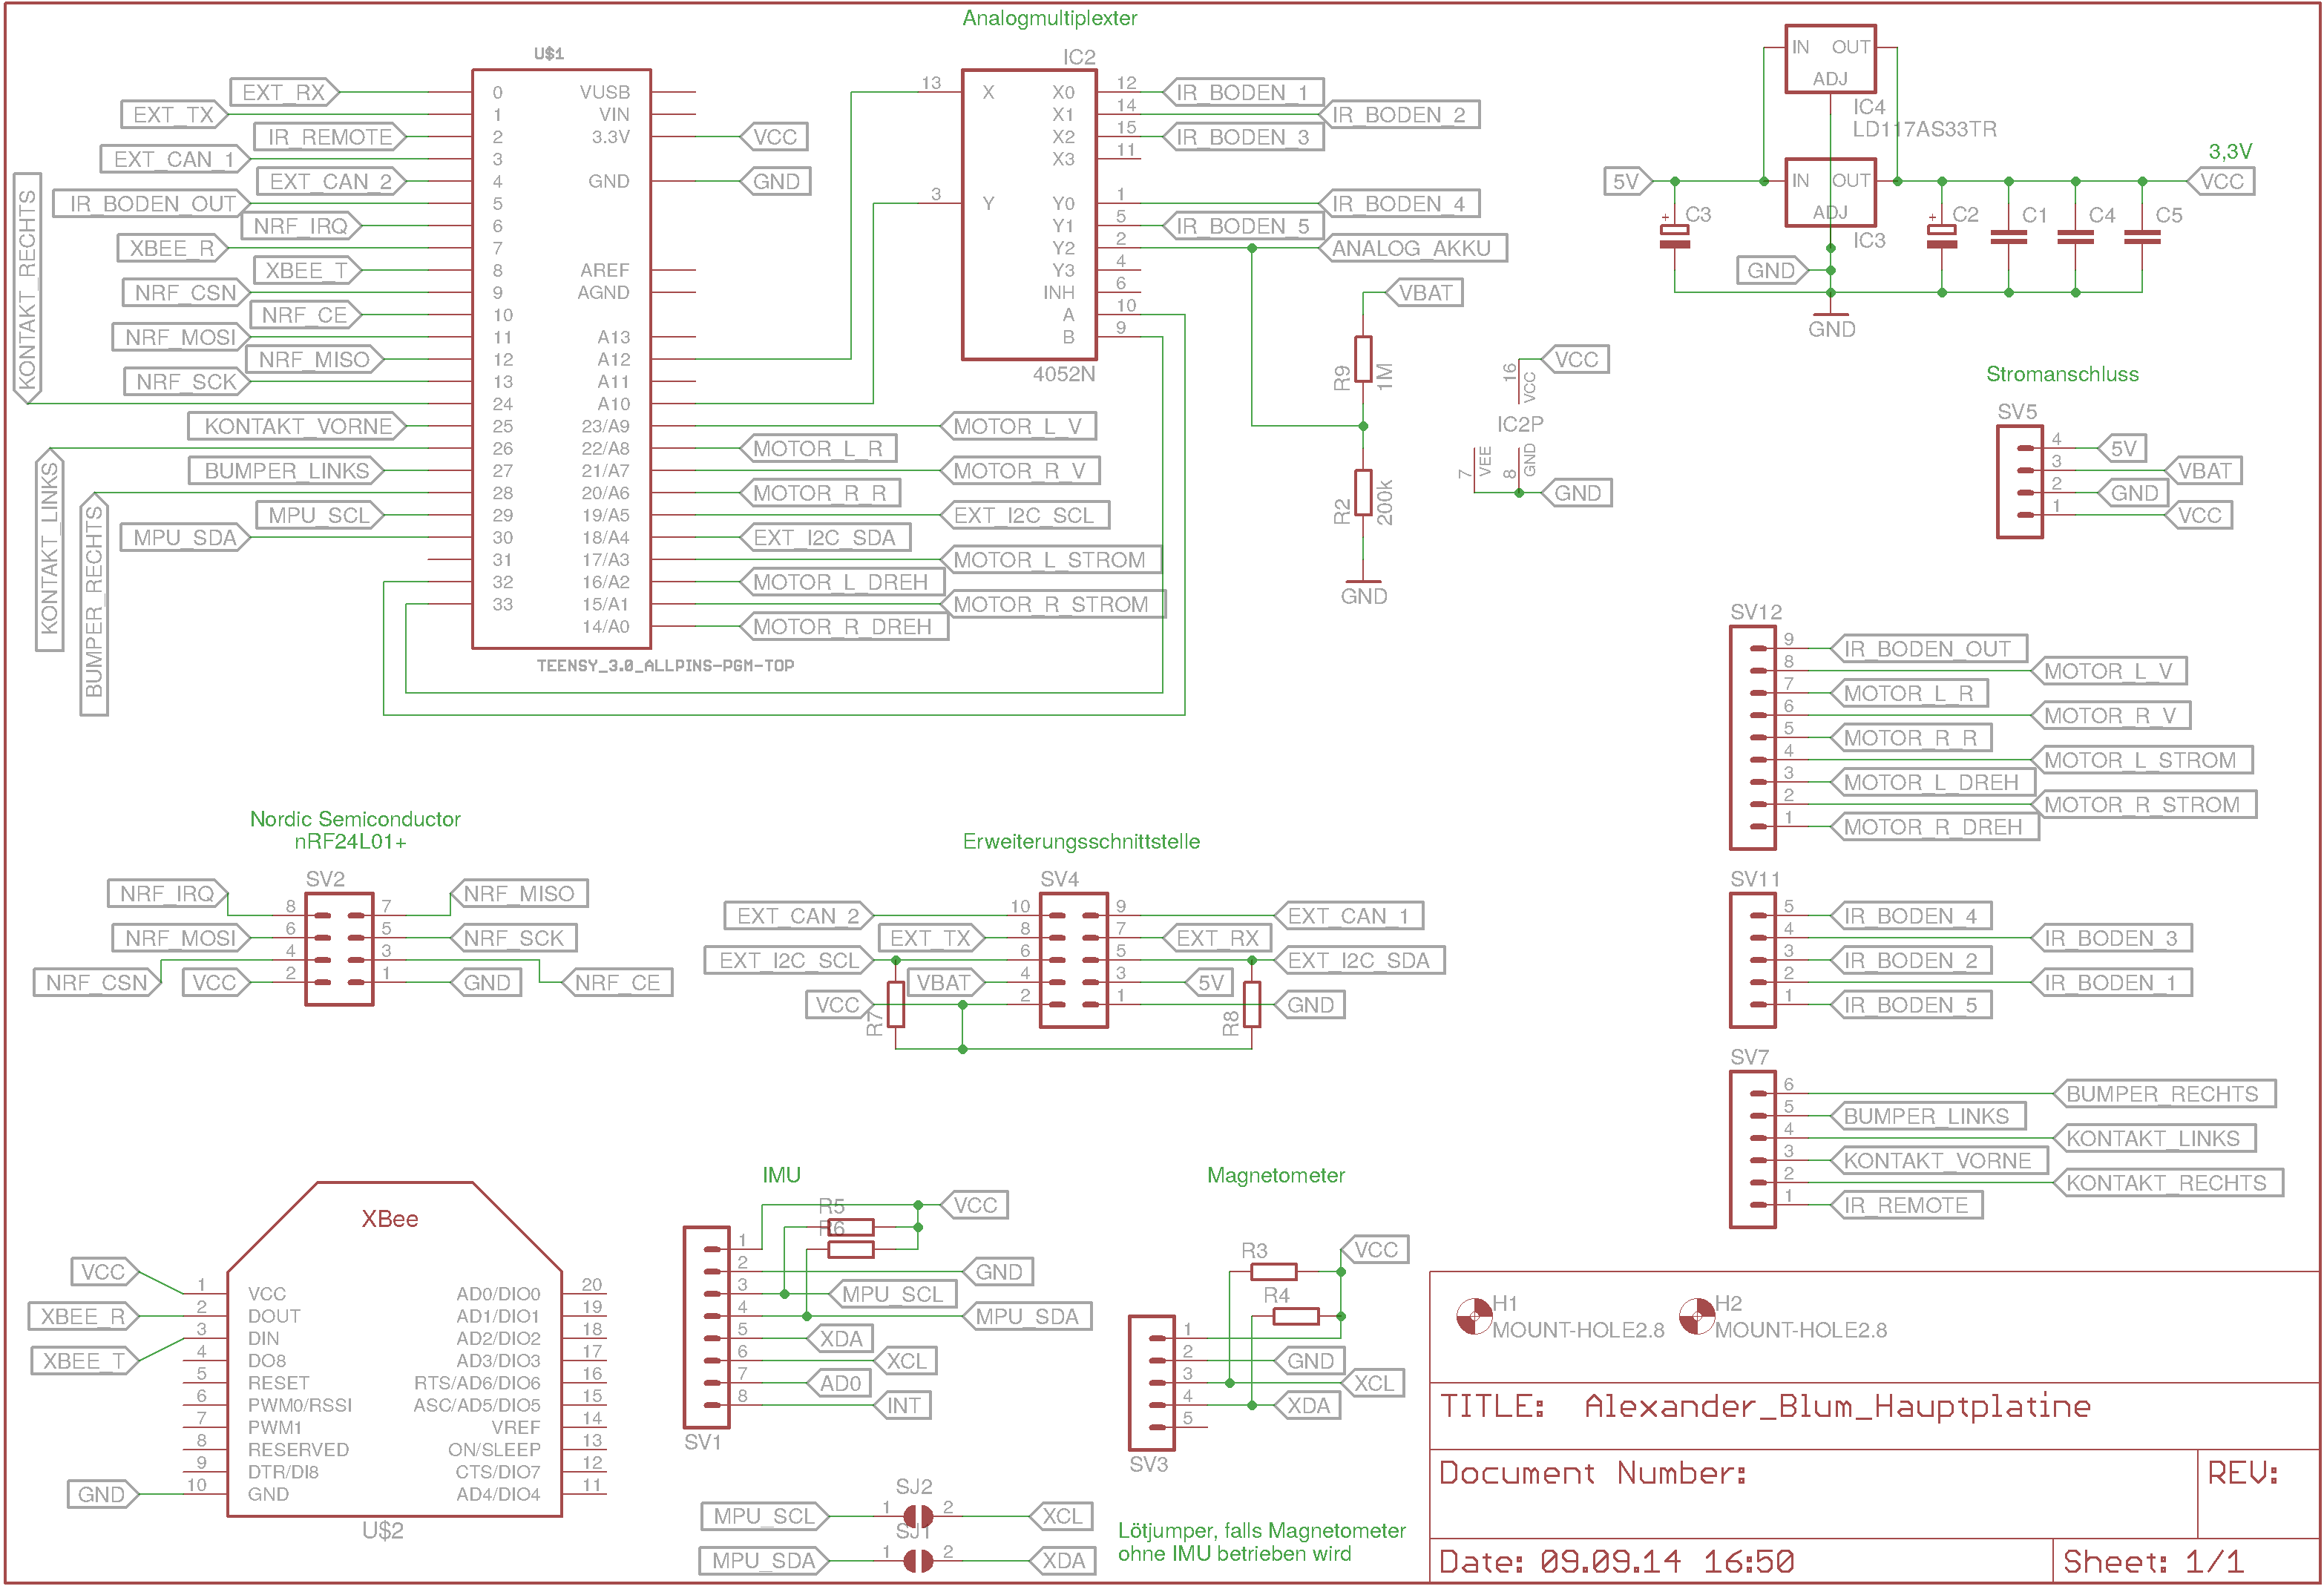 Analogmultiplexter
U$1
EXT_RX
EXT_TX
IR_REMOTE
EXT_CAN_1
EXT_CAN_2
IR_BODEN_OUT
NRF_IRQ
XBEE_R
XBEE_T
NRF_CSN
NRF_CE
NRF_MOSI
NRF_MISO
NRF_SCK
KONTAKT_RECHTS
KONTAKT_VORNE
KONTAKT_LINKS
BUMPER_LINKS
BUMPER_RECHTS
MPU_SCL
MPU_SDA
0 VUSB
1 VIN
2 3.3V
3
4 GND
5
6
7
8 AREF
9 AGND
10
11 A13
12 A12
13 A11
24 A10
25 23/A9
26 22/A8
27 21/A7
28 20/A6
29 19/A5
30 18/A4
31 17/A3
32 16/A2
33 15/A1
14/A0
TEENSY_3.0_ALLPINS-PGM-TOP
VCC
GND
MOTOR_L_V
MOTOR_L_R
MOTOR_R_V
MOTOR_R_R
EXT_I2C_SCL
EXT_I2C_SDA
MOTOR_L_STROM
MOTOR_L_DREH
MOTOR_R_STROM
MOTOR_R_DREH
IC2
13 X X0 12 IR_BODEN_1
X1 14 IR_BODEN_2
X2 15 IR_BODEN_3
X3 11
3 Y Y0 1 IR_BODEN_4
Y1 5 IR_BODEN_5
Y2 2 ANALOG_AKKU
Y3 4
INH 6
A 10
B 9
4052N
VBAT
R9
1M
R2
200k
GND
16
VCC
VCC
IC2P
7
VEE
8
GND
GND
IN OUT
ADJ
IC4
LD117AS33TR
3,3V
5V
IN OUT
ADJ
IC3
VCC
+ C3
+ C2
C1
C4
C5
GND
GND
Stromanschluss
SV5
4 5V
3 VBAT
2 GND
1 VCC
SV12
9 IR_BODEN_OUT
8 MOTOR_L_V
7 MOTOR_L_R
6 MOTOR_R_V
5 MOTOR_R_R
4 MOTOR_L_STROM
3 MOTOR_L_DREH
2 MOTOR_R_STROM
1 MOTOR_R_DREH
SV11
5 IR_BODEN_4
4 IR_BODEN_3
3 IR_BODEN_2
2 IR_BODEN_1
1 IR_BODEN_5
SV7
6 BUMPER_RECHTS
5 BUMPER_LINKS
4 KONTAKT_LINKS
3 KONTAKT_VORNE
2 KONTAKT_RECHTS
1 IR_REMOTE
Nordic Semiconductor
nRF24L01+
SV2
NRF_IRQ 8 7 NRF_MISO
NRF_MOSI 6 5 NRF_SCK
NRF_CSN 4 3 NRF_CE
VCC 2 1 GND
Erweiterungsschnittstelle
SV4
EXT_CAN_2 10 9 EXT_CAN_1
EXT_TX 8 7 EXT_RX
EXT_I2C_SCL 6 5 EXT_I2C_SDA
VBAT 4 3 5V
VCC 2 1 GND
R7
R8
XBee
VCC 1 VCC AD0/DIO0 20
XBEE_R 2 DOUT AD1/DIO1 19
XBEE_T 3 DIN AD2/DIO2 18
4 DO8 AD3/DIO3 17
5 RESET RTS/AD6/DIO6 16
6 PWM0/RSSI ASC/AD5/DIO5 15
7 PWM1 VREF 14
8 RESERVED ON/SLEEP 13
9 DTR/DI8 CTS/DIO7 12
GND 10 GND AD4/DIO4 11
U$2
IMU
R5
R6
VCC
1
2 GND
3 MPU_SCL
4 MPU_SDA
5 XDA
6 XCL
7 AD0
8 INT
SV1
Magnetometer
R3
VCC
R4
1
2 GND
3 XCL
4 XDA
5
SV3
SJ2
MPU_SCL 1 2 XCL
SJ1
MPU_SDA 1 2 XDA
Lötjumper, falls Magnetometer
ohne IMU betrieben wird
H1
MOUNT-HOLE2.8
H2
MOUNT-HOLE2.8
TITLE: Alexander_Blum_Hauptplatine
Document Number:
REV:
Date: 09.09.14 16:50
Sheet: 1/1